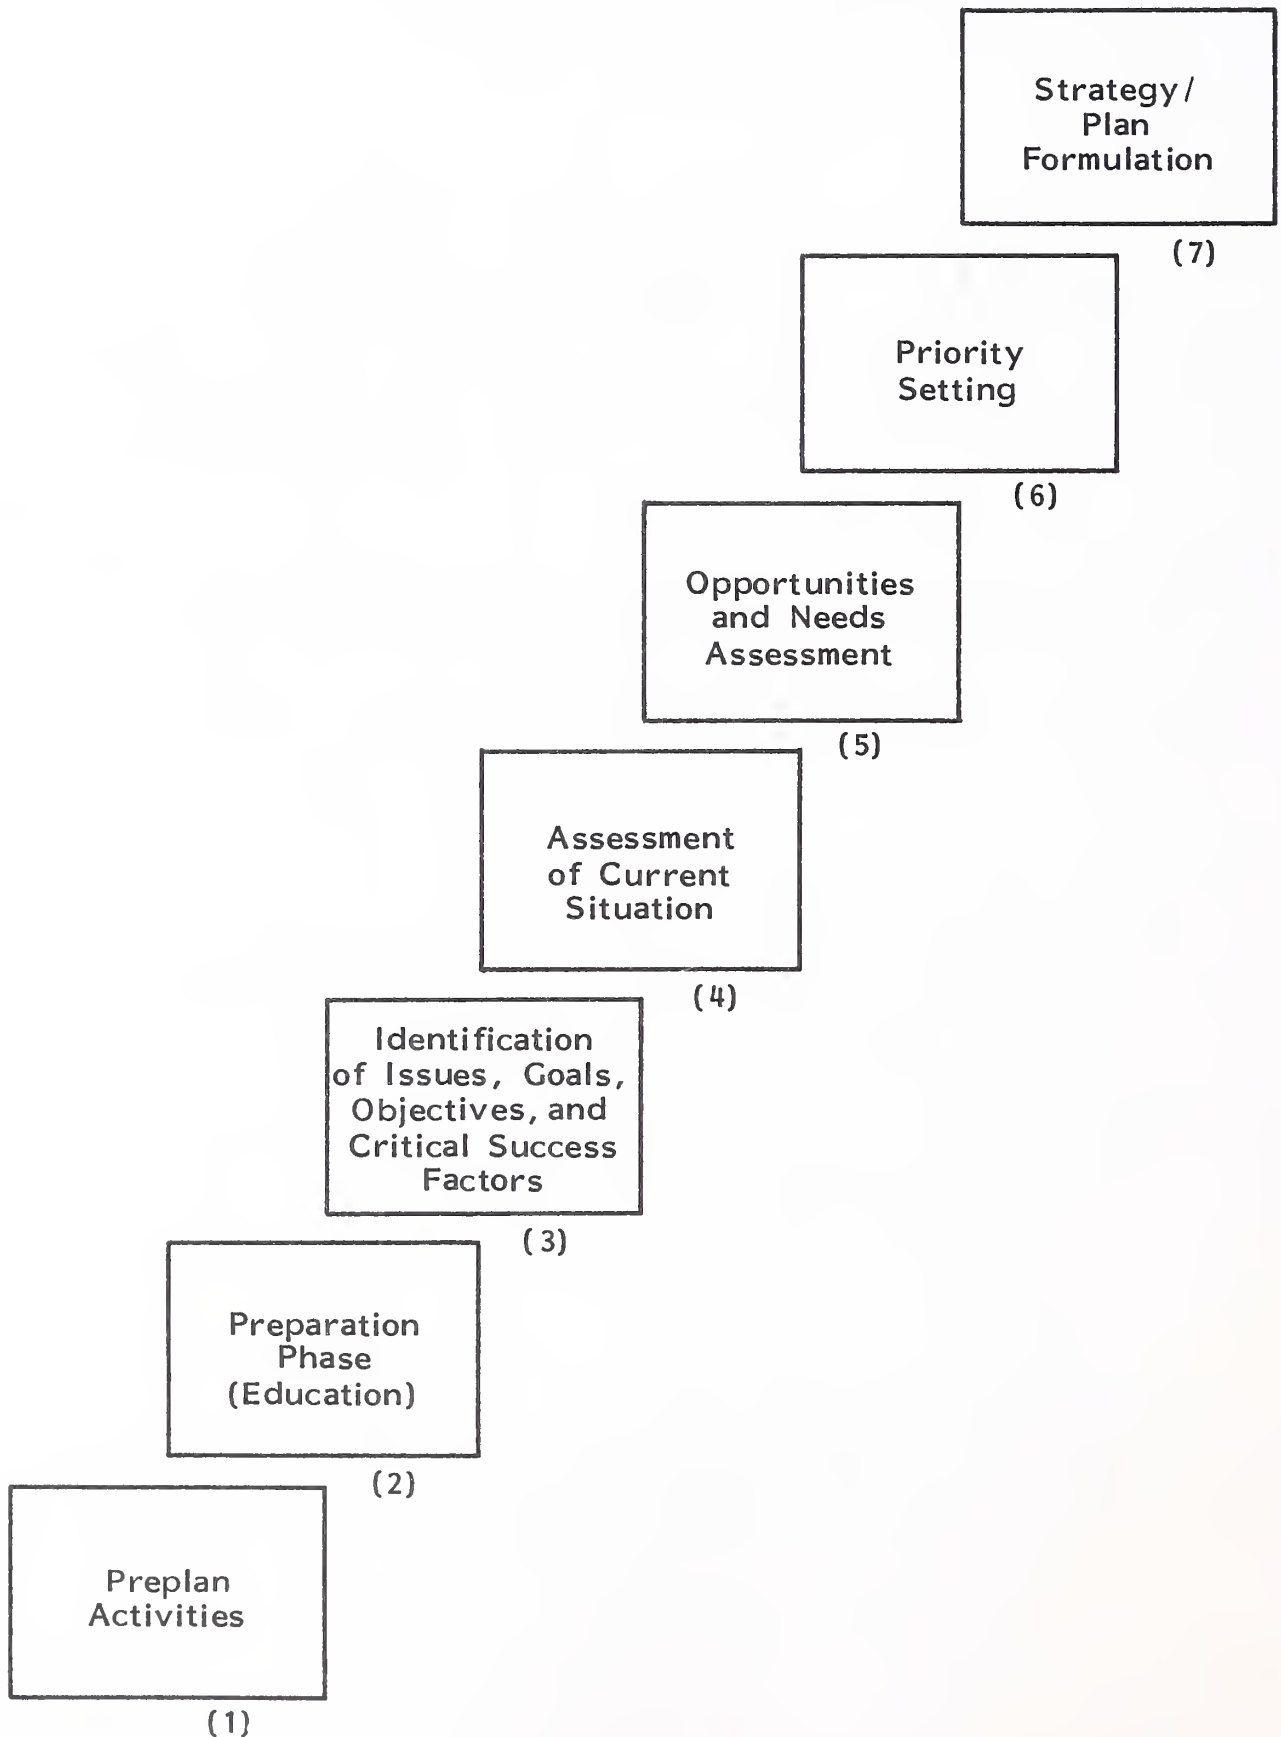 Strategy/
Plan
Formulation
(7)
Priority
Setting
(6)
Opportunities
and Needs
Assessment
(5)
Assessment
of Current
Situation
(4)
Identification
of Issues, Goals,
Objectives, and
Critical Success
Factors
(3)
Preparation
Phase
(Education)
(2)
Preplan
Activities
(1)